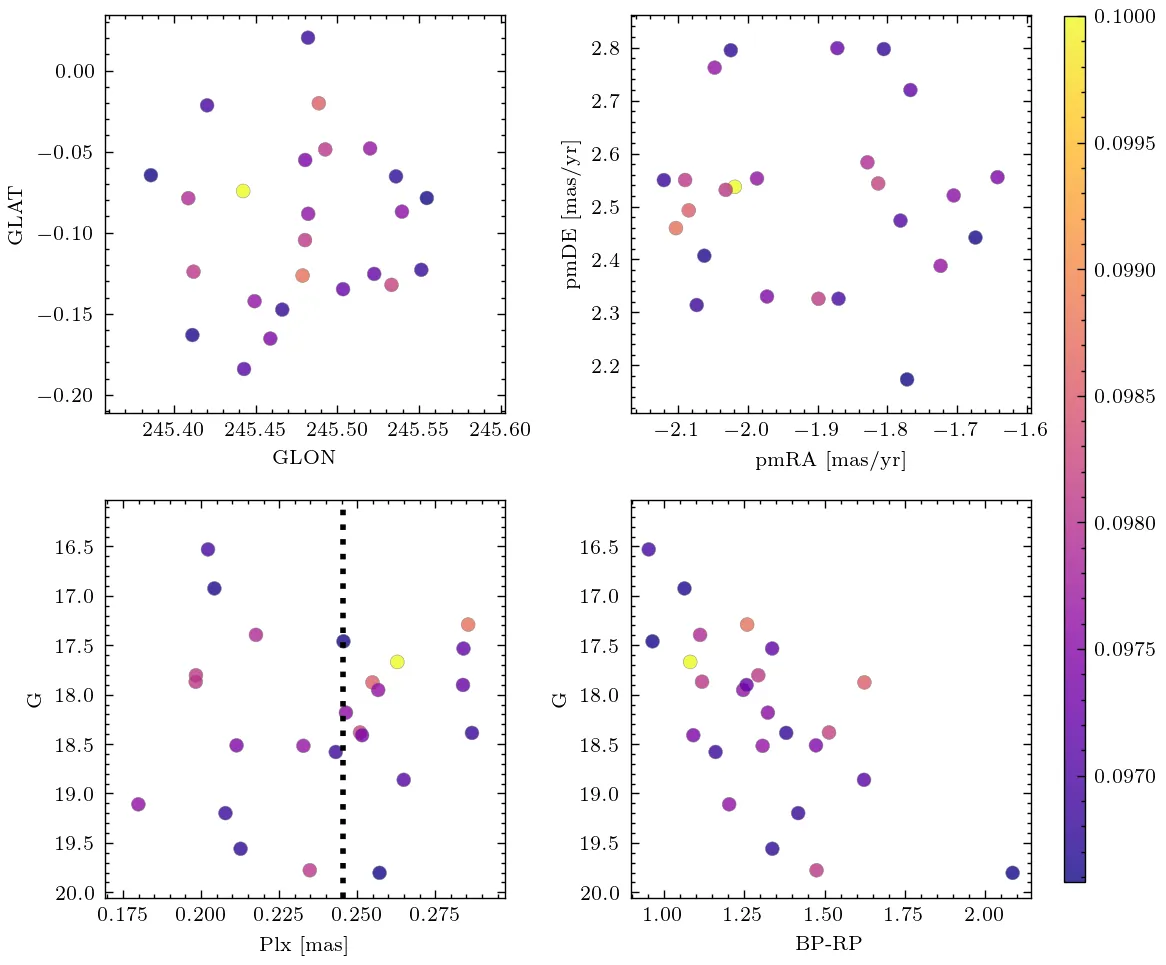 0.00
−0.05
−0.10
−0.15
−0.20
GLAT
245.40 245.45 245.50 245.55 245.60
GLON
2.8
2.7
2.6
2.5
2.4
2.3
2.2
pmDE [mas/yr]
−2.1 −2.0 −1.9 −1.8 −1.7 −1.6
pmRA [mas/yr]
16.5
17.0
17.5
18.0
18.5
19.0
19.5
20.0
G
0.175 0.200 0.225 0.250 0.275
Plx [mas]
16.5
17.0
17.5
18.0
18.5
19.0
19.5
20.0
G
1.00 1.25 1.50 1.75 2.00
BP-RP
0.1000
0.0995
0.0990
0.0985
0.0980
0.0975
0.0970